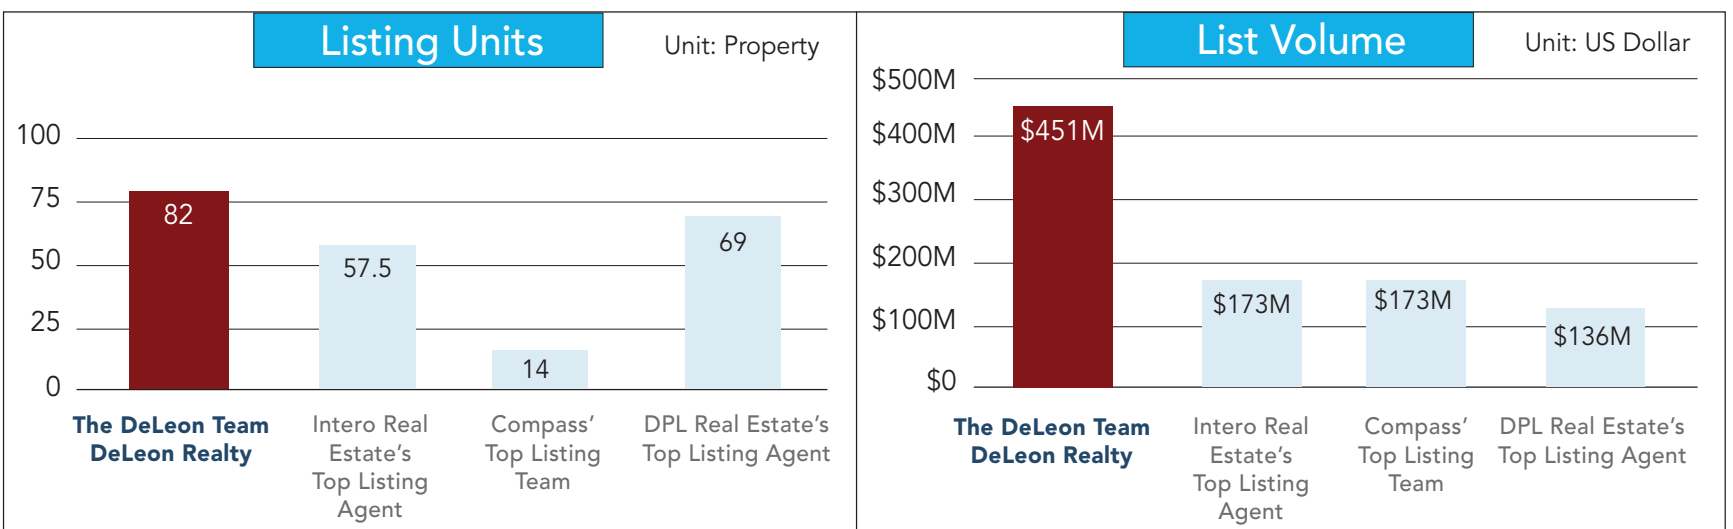 Listing Units
Unit: Property
100
75
50
25
0
82
57.5
14
69
The DeLeon Team
DeLeon Realty
Intero Real
Estate's
Top Listing
Agent
Compass'
Top Listing
Team
DPL Real Estate's
Top Listing Agent
List Volume
Unit: US Dollar
$500M
$400M
$300M
$200M
$100M
$0
$451M
$173M
$173M
$136M
The DeLeon Team
DeLeon Realty
Intero Real
Estate's
Top Listing
Agent
Compass'
Top Listing
Team
DPL Real Estate's
Top Listing Agent